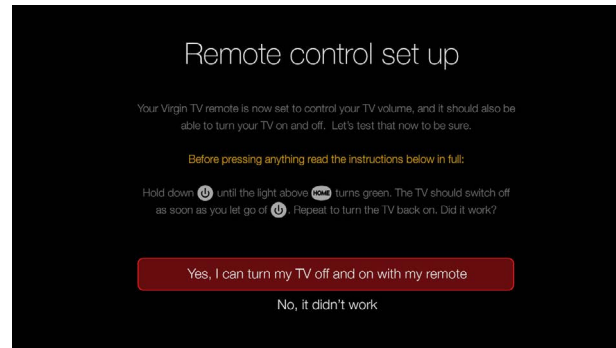 Remote control set up
Your Virgin TV remote is now set to control your TV volume, and it should also be
able to turn your TV on and off. Let's test that now to be sure.
Before pressing anything read the instructions below in full:
Hold down until the light above HOME turns green. The TV should switch off
as soon as you let go of . Repeat to turn the TV back on. Did it work?
Yes, I can turn my TV off and on with my remote
No, it didn't work